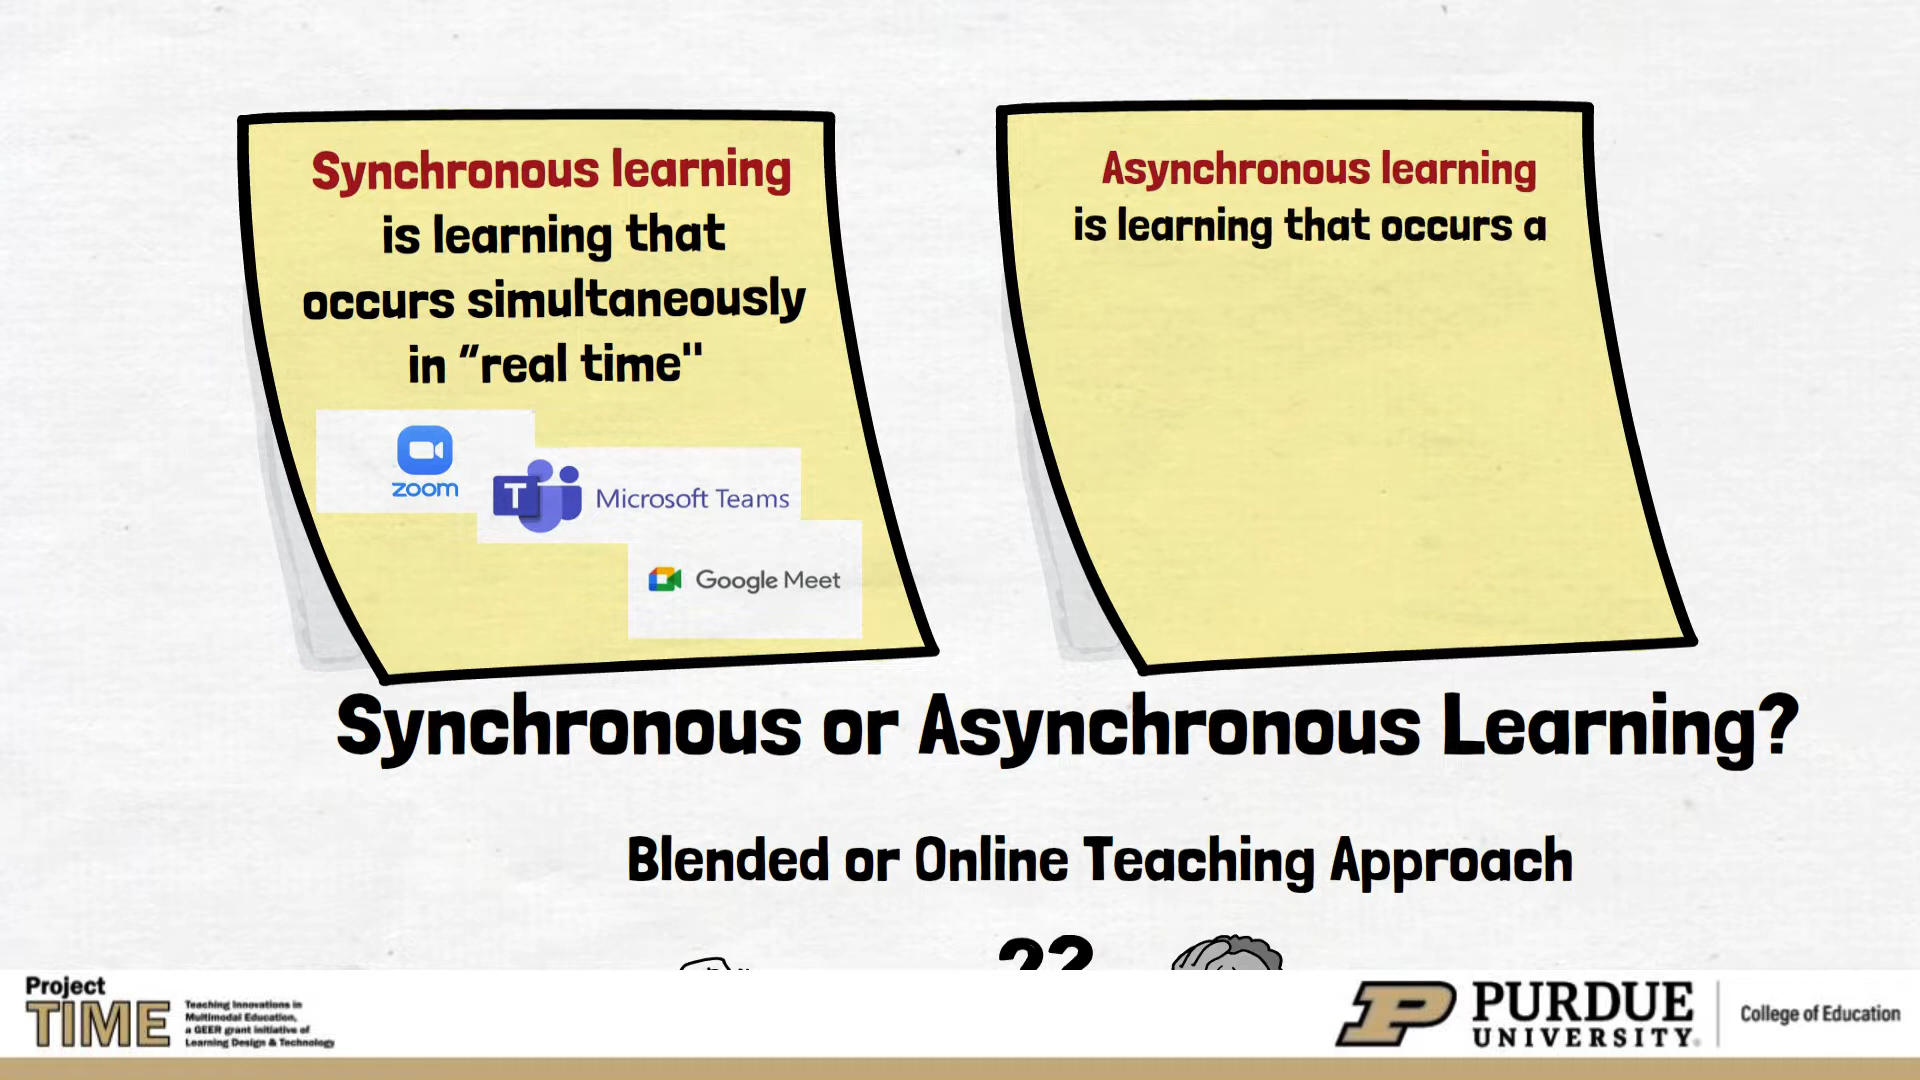 Synchronous learning
is learning that
occurs simultaneously
in “real time"
zoom
Microsoft Teams
Google Meet
Asynchronous learning
is learning that occurs a
Synchronous or Asynchronous Learning?
Blended or Online Teaching Approach
??
Project
TIME
Teaching Innovations in
Multimodal Education,
a GEER grant initiative of
Learning Design & Technology
PURDUE
UNIVERSITY®
College of Education